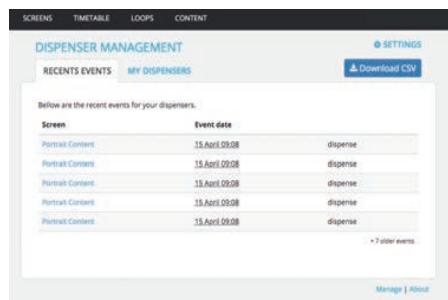 SCREENS TIMETABLE LOOPS CONTENT
DISPENSER MANAGEMENT SETTINGS
RECENTS EVENTS MY DISPENSERS Download CSV
Bellow are the recent events for your dispensers.
Screen Event date
Portrait Content 15 April 09:08 dispense
Portrait Content 15 April 09:08 dispense
Portrait Content 15 April 09:08 dispense
Portrait Content 15 April 09:08 dispense
Portrait Content 15 April 09:08 dispense
+ 7 older events
Manage | About